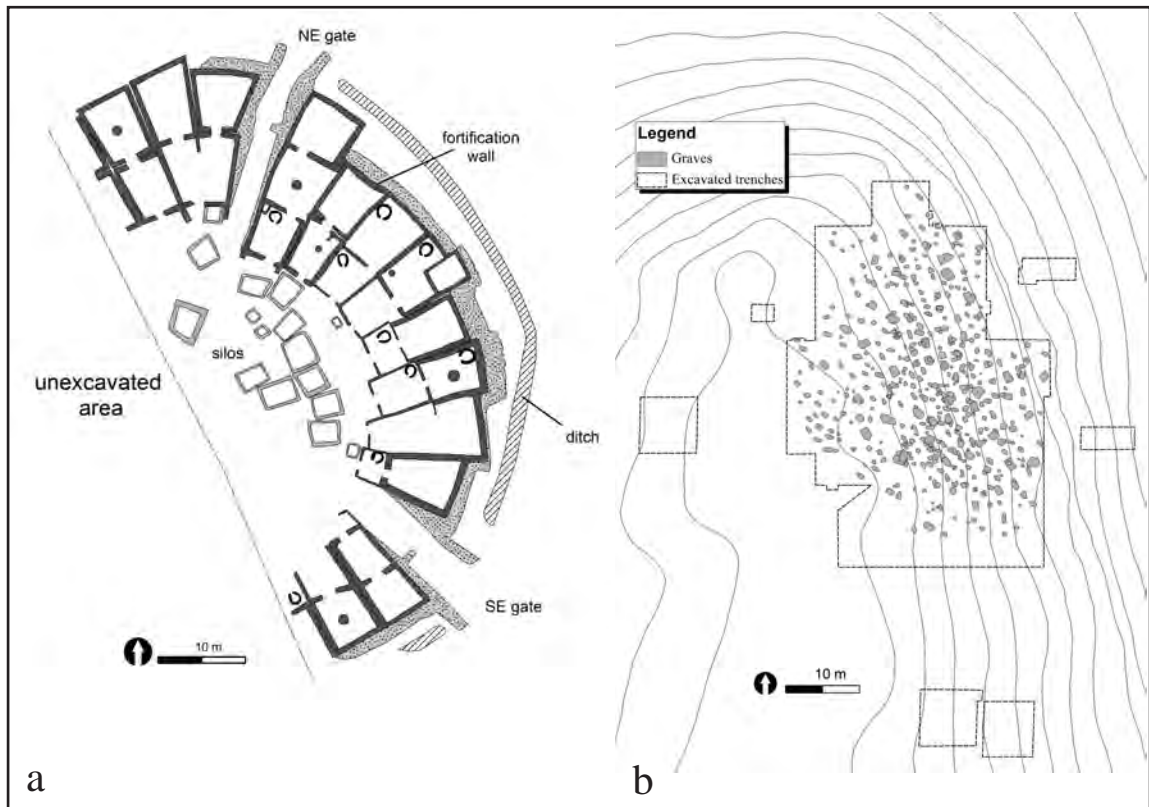 NE gate
fortification
wall
silos
unexcavated
area
ditch
SE gate
10 m
a
Legend
Graves
Excavated trenches
10 m
b